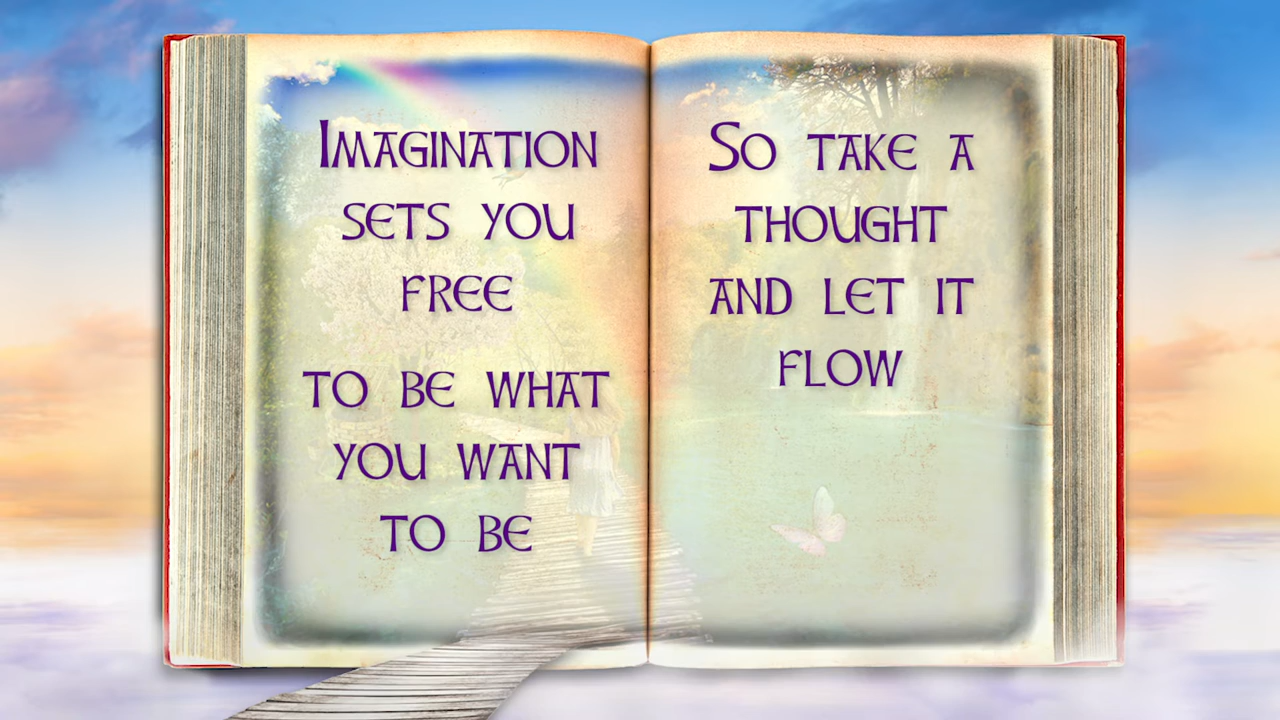 Imagination
sets you
free
to be what
you want
to be
So take a
thought
and let it
flow